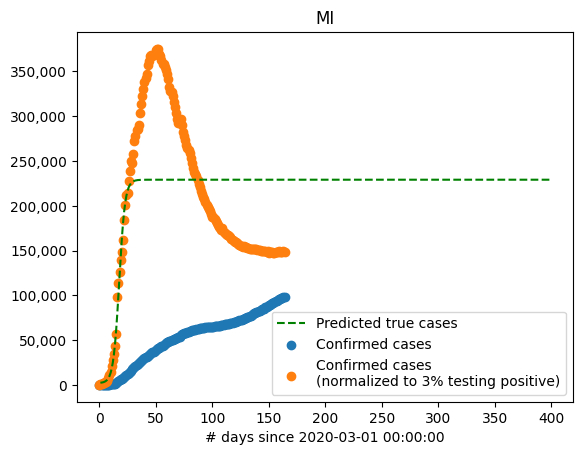 MI
350,000
300,000
250,000
200,000
150,000
100,000
50,000
0
Predicted true cases
Confirmed cases
Confirmed cases
(normalized to 3% testing positive)
0 50 100 150 200 250 300 350 400
# days since 2020-03-01 00:00:00